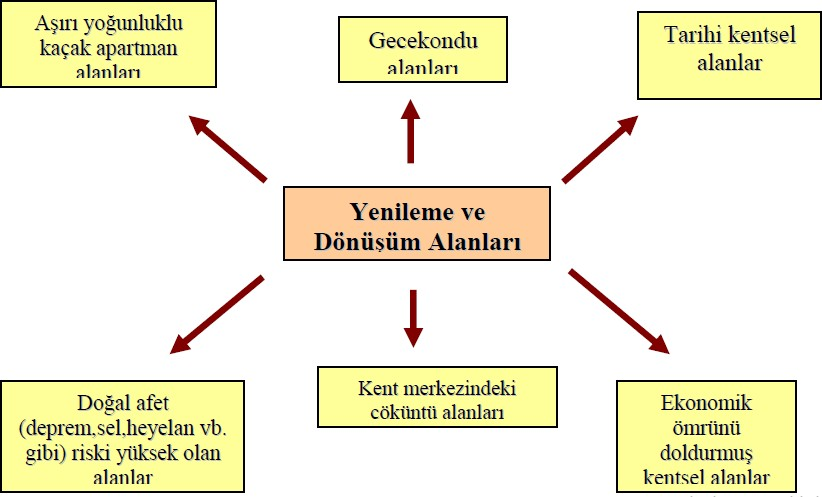 Aşırı yoğunluklu
kaçak apartman
alanları
Gecekondu
alanları
Tarihi kentsel
alanlar
Yenileme ve
Dönüşüm Alanları
Doğal afet
(deprem,sel,heyelan vb.
gibi) riski yüksek olan
alanlar
Kent merkezindeki
çöküntü alanları
Ekonomik
ömrünü
doldurmuş
kentsel alanlar